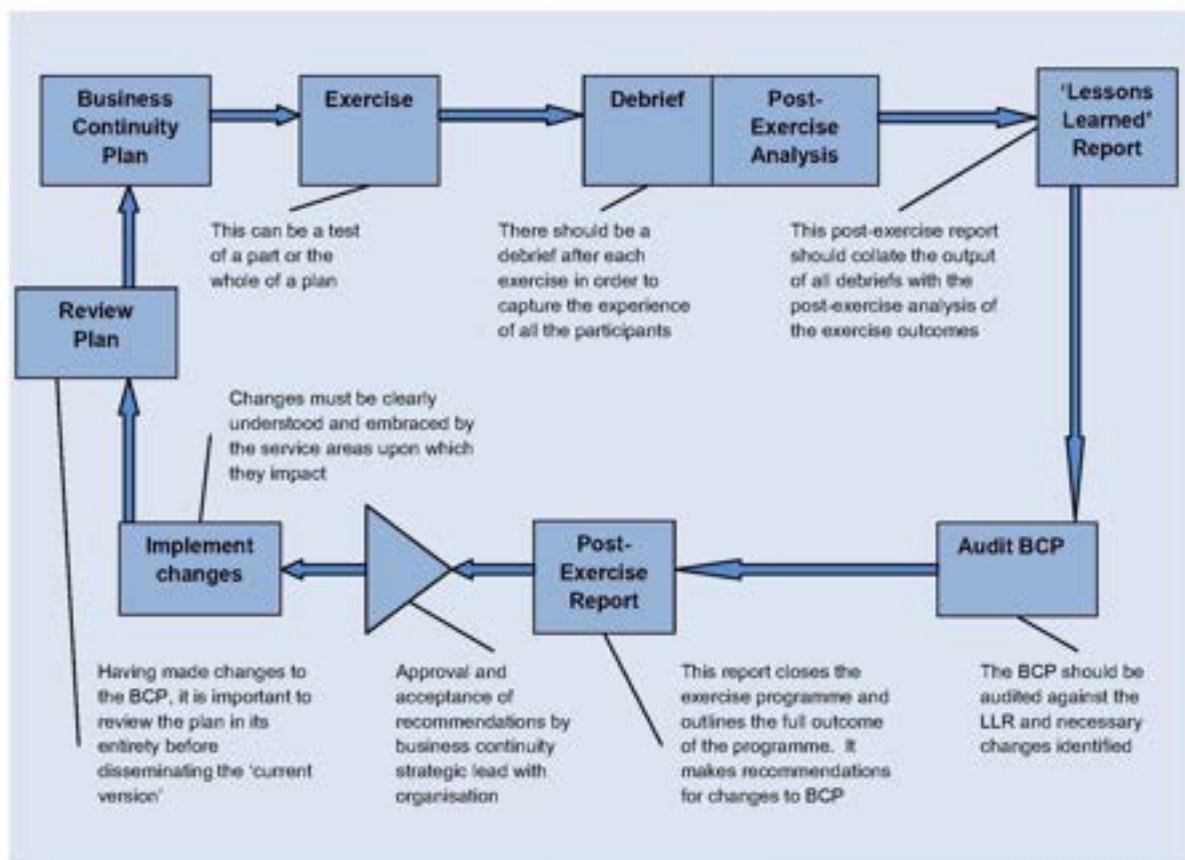 Business
Continuity
Plan
Exercise
Debrief
Post-
Exercise
Analysis
'Lessons
Learned'
Report
This can be a test
of a part or the
whole of a plan
There should be a
debrief after each
exercise in order to
capture the experience
of all the participants
This post-exercise report
should collate the output
of all debriefs with the
post-exercise analysis of
the exercise outcomes
Review
Plan
Changes must be clearly
understood and embraced by
the service areas upon which
they impact
Implement
changes
Post-
Exercise
Report
Audit BCP
Having made changes to
the BCP, it is important to
review the plan in its
entirety before
disseminating the 'current
version'
Approval and
acceptance of
recommendations by
business continuity
strategic lead with
organisation
This report closes the
exercise programme and
outlines the full outcome
of the programme. It
makes recommendations
for changes to BCP
The BCP should be
audited against the
LLR and necessary
changes identified